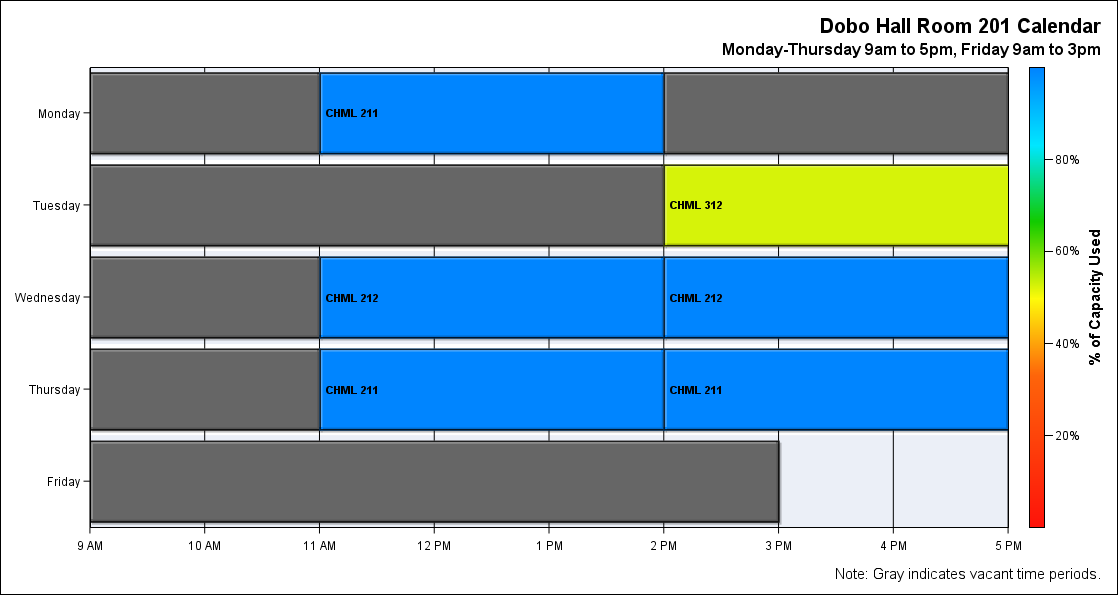 Dobo Hall Room 201 Calendar
Monday-Thursday 9am to 5pm, Friday 9am to 3pm
Monday
CHML 211
Tuesday
CHML 312
Wednesday
CHML 212
CHML 212
Thursday
CHML 211
CHML 211
Friday
9 AM
10 AM
11 AM
12 PM
1 PM
2 PM
3 PM
4 PM
5 PM
80%
60%
40%
20%
% of Capacity Used
Note: Gray indicates vacant time periods.